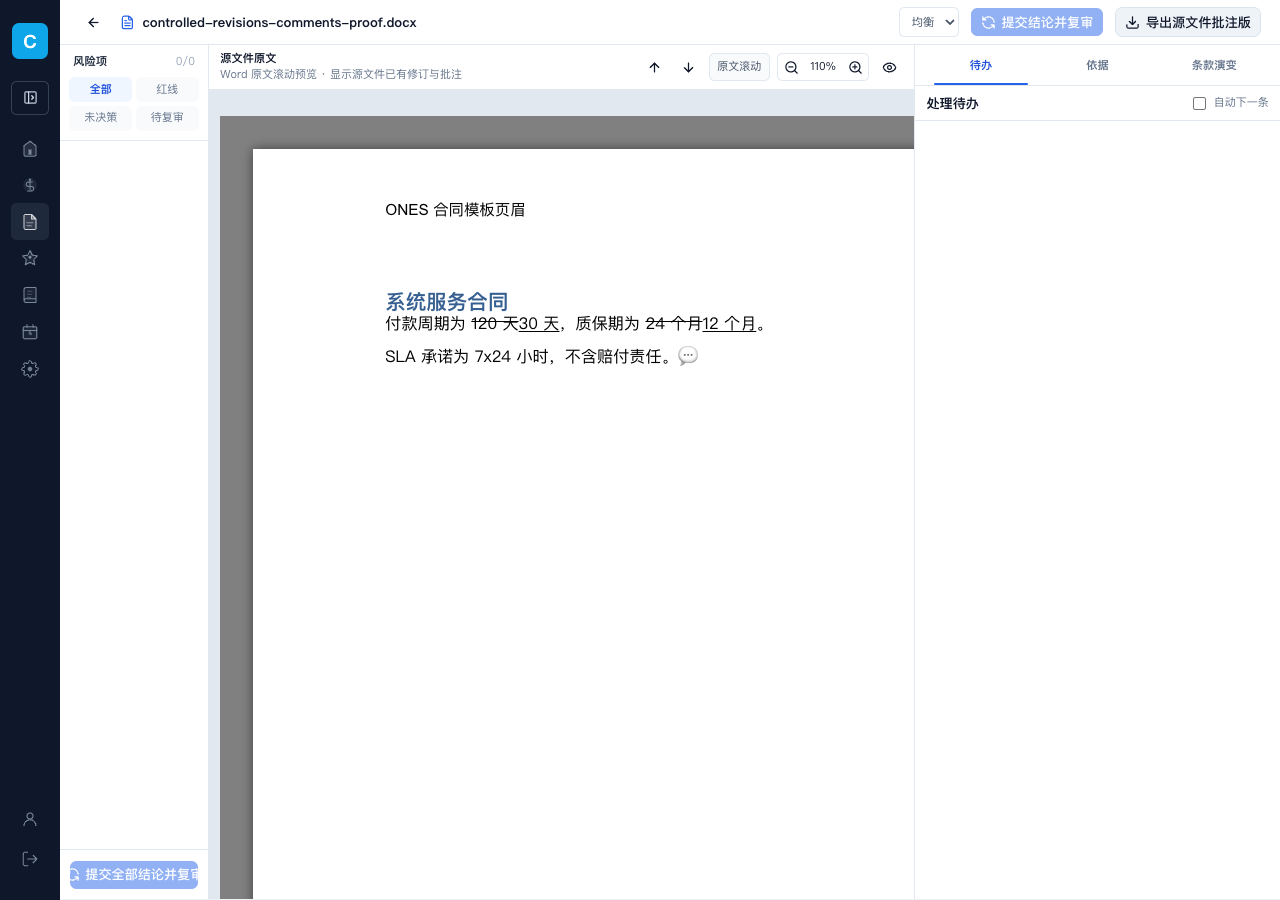 C
controlled-revisions-comments-proof.docx
均衡
提交结论并复审
导出源文件批注版
风险项 0/0
全部 红线
未决策 待复审
源文件原文
Word 原文滚动预览 · 显示源文件已有修订与批注
原文滚动
110%
待办 依据 条款演变
处理待办
自动下一条
ONES 合同模板页眉
系统服务合同
付款周期为 120 天30 天，质保期为 24 个月12 个月。
SLA 承诺为 7x24 小时，不含赔付责任。
提交全部结论并复审